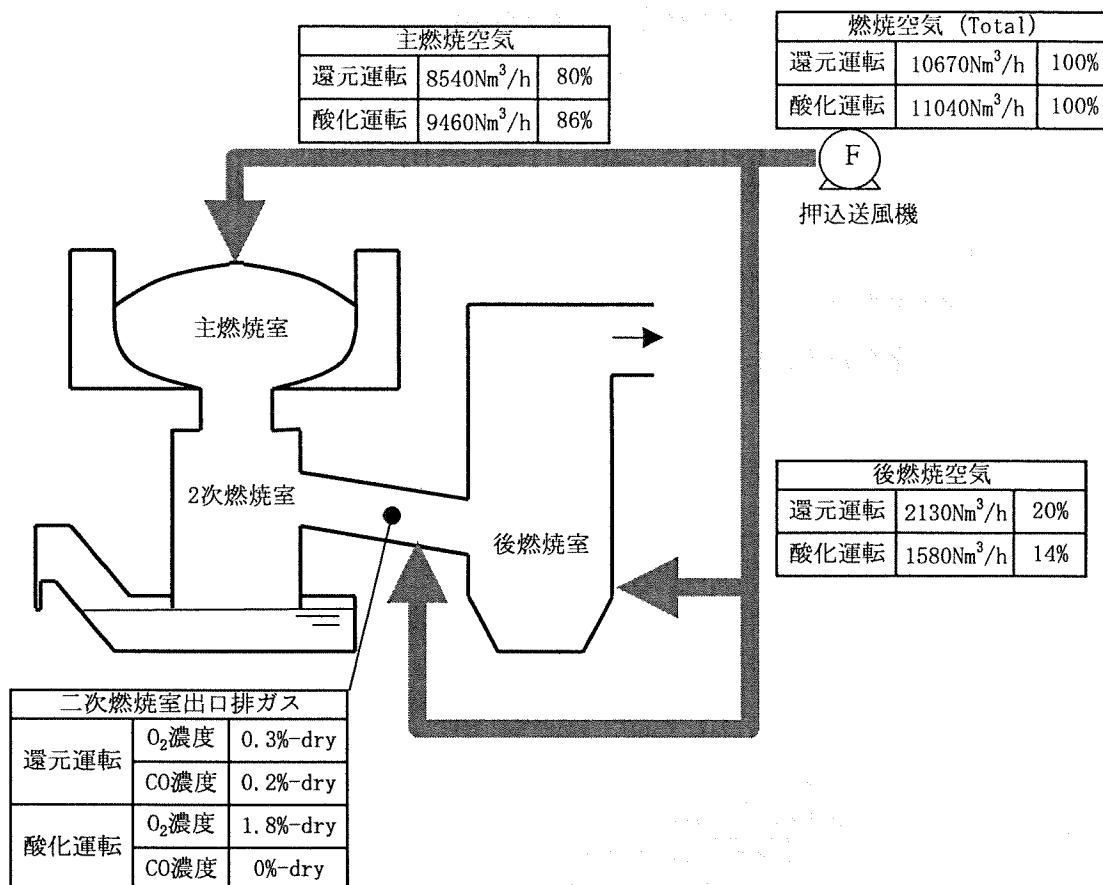 主燃焼空気
還元運転 8540Nm³/h 80%
酸化運転 9460Nm³/h 86%
燃焼空気 (Total)
還元運転 10670Nm³/h 100%
酸化運転 11040Nm³/h 100%
F
押込送風機
主燃焼室
2次燃焼室
後燃焼室
後燃焼空気
還元運転 2130Nm³/h 20%
酸化運転 1580Nm³/h 14%
二次燃焼室出口排ガス
還元運転 O₂濃度 0.3%-dry
CO濃度 0.2%-dry
酸化運転 O₂濃度 1.8%-dry
CO濃度 0%-dry